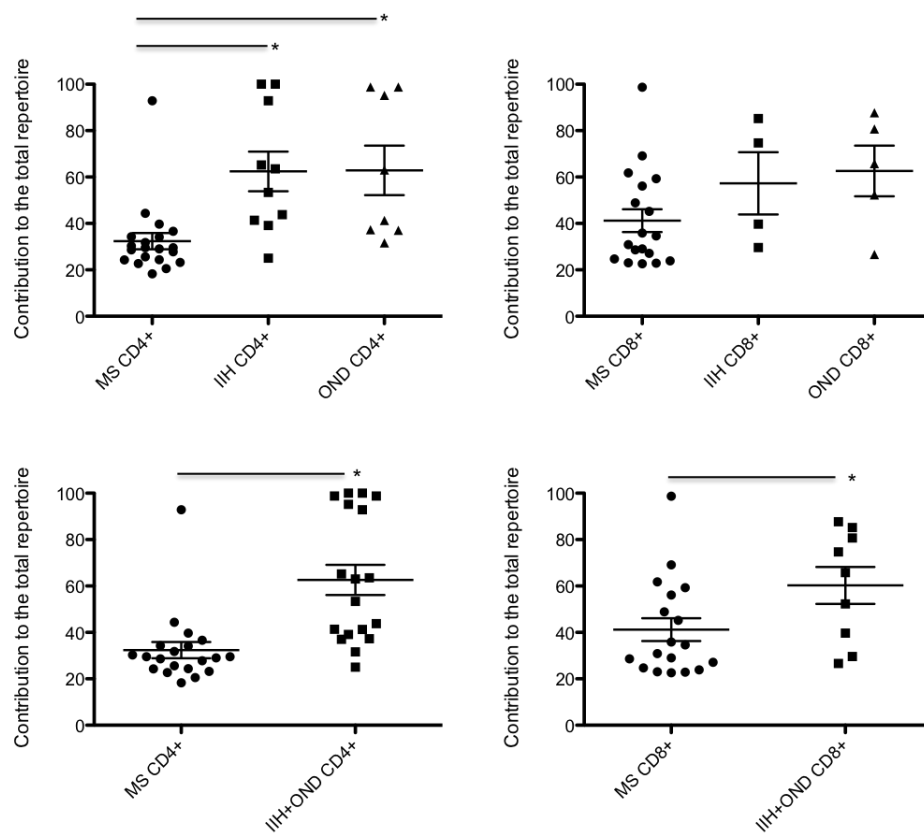 *
*
Contribution to the total repertoire
100
80
60
40
20
0
MS CD4+
IIH CD4+
OND CD4+
Contribution to the total repertoire
100
80
60
40
20
0
MS CD8+
IIH CD8+
OND CD8+
*
Contribution to the total repertoire
100
80
60
40
20
0
MS CD4+
IIH+OND CD4+
*
Contribution to the total repertoire
100
80
60
40
20
0
MS CD8+
IIH+OND CD8+